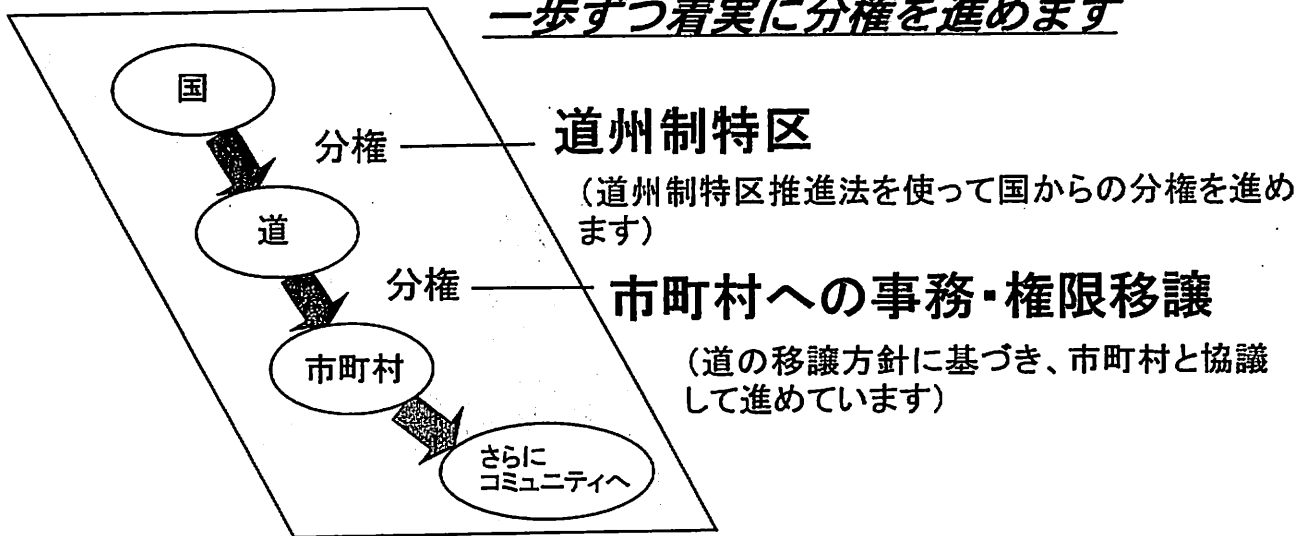 一歩ずつ着実に分権を進めます
国
分権
道州制特区
(道州制特区推進法を使って国からの分権を進め
ます)
道
分権
市町村への事務・権限移譲
(道の移譲方針に基づき、市町村と協議
して進めています)
市町村
さらに
コミュニティへ